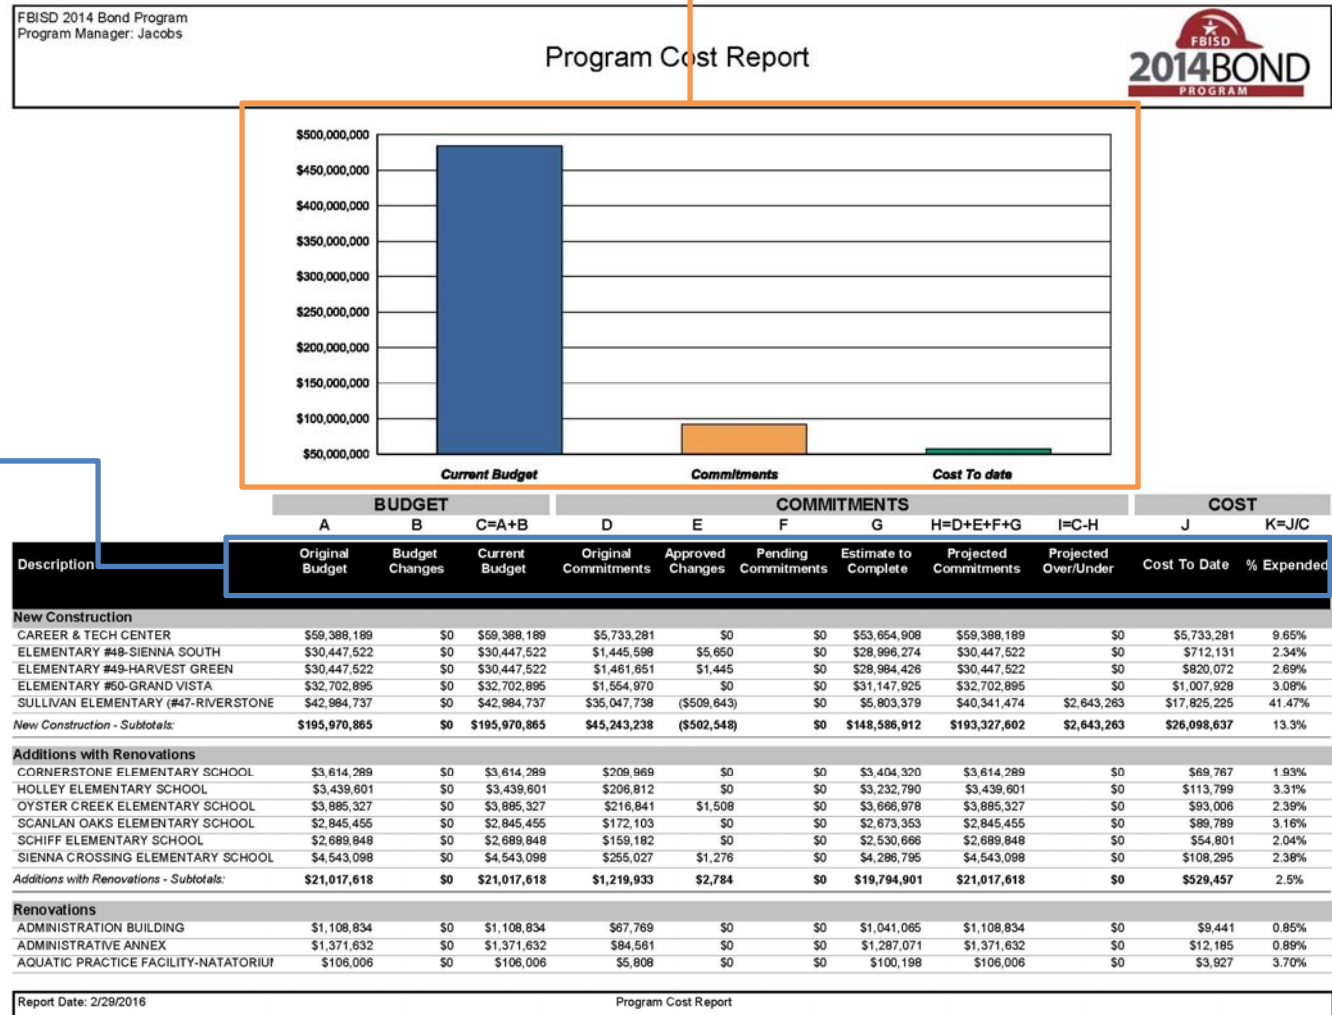 FBISD 2014 Bond Program
Program Manager: Jacobs
Program Cost Report
FBISD
2014 BOND
PROGRAM
$500,000,000
$450,000,000
$400,000,000
$350,000,000
$300,000,000
$250,000,000
$200,000,000
$150,000,000
$100,000,000
$50,000,000
Current Budget Commitments Cost To date
BUDGET COMMITMENTS COST
A B C=A+B D E F G H=D+E+F+G I=C-H J K=J/C
Description Original Budget Budget Changes Current Budget Original Commitments Approved Changes Pending Commitments Estimate to Complete Projected Commitments Projected Over/Under Cost To Date % Expended
New Construction
CAREER & TECH CENTER $59,388,189 $0 $59,388,189 $5,733,281 $0 $0 $53,654,908 $59,388,189 $0 $5,733,281 9.65%
ELEMENTARY #48-SIENNA SOUTH $30,447,522 $0 $30,447,522 $1,445,598 $5,650 $0 $28,996,274 $30,447,522 $0 $712,131 2.34%
ELEMENTARY #49-HARVEST GREEN $30,447,522 $0 $30,447,522 $1,461,651 $1,445 $0 $28,984,426 $30,447,522 $0 $820,072 2.69%
ELEMENTARY #50-GRAND VISTA $32,702,895 $0 $32,702,895 $1,554,970 $0 $0 $31,147,925 $32,702,895 $0 $1,007,928 3.08%
SULLIVAN ELEMENTARY (#47-RIVERSTONE $42,984,737 $0 $42,984,737 $35,047,738 ($509,643) $0 $5,803,379 $40,341,474 $2,643,263 $17,825,225 41.47%
New Construction - Subtotals: $195,970,865 $0 $195,970,865 $45,243,238 ($502,548) $0 $148,586,912 $193,327,602 $2,643,263 $26,098,637 13.3%
Additions with Renovations
CORNERSTONE ELEMENTARY SCHOOL $3,614,289 $0 $3,614,289 $209,969 $0 $0 $3,404,320 $3,614,289 $0 $69,767 1.93%
HOLLEY ELEMENTARY SCHOOL $3,439,601 $0 $3,439,601 $206,812 $0 $0 $3,232,790 $3,439,601 $0 $113,799 3.31%
OYSTER CREEK ELEMENTARY SCHOOL $3,885,327 $0 $3,885,327 $216,841 $1,508 $0 $3,666,978 $3,885,327 $0 $93,006 2.39%
SCANLAN OAKS ELEMENTARY SCHOOL $2,845,455 $0 $2,845,455 $172,103 $0 $0 $2,673,353 $2,845,455 $0 $89,789 3.16%
SCHIFF ELEMENTARY SCHOOL $2,689,848 $0 $2,689,848 $159,182 $0 $0 $2,530,666 $2,689,848 $0 $54,801 2.04%
SIENNA CROSSING ELEMENTARY SCHOOL $4,543,098 $0 $4,543,098 $255,027 $1,276 $0 $4,286,795 $4,543,098 $0 $108,295 2.38%
Additions with Renovations - Subtotals: $21,017,618 $0 $21,017,618 $1,219,933 $2,784 $0 $19,794,901 $21,017,618 $0 $529,457 2.5%
Renovations
ADMINISTRATION BUILDING $1,108,834 $0 $1,108,834 $67,769 $0 $0 $1,041,065 $1,108,834 $0 $9,441 0.85%
ADMINISTRATIVE ANNEX $1,371,632 $0 $1,371,632 $84,561 $0 $0 $1,287,071 $1,371,632 $0 $12,185 0.89%
AQUATIC PRACTICE FACILITY-NATATORIUM $106,006 $0 $106,006 $5,808 $0 $0 $100,198 $106,006 $0 $3,927 3.70%
Report Date: 2/29/2016 Program Cost Report